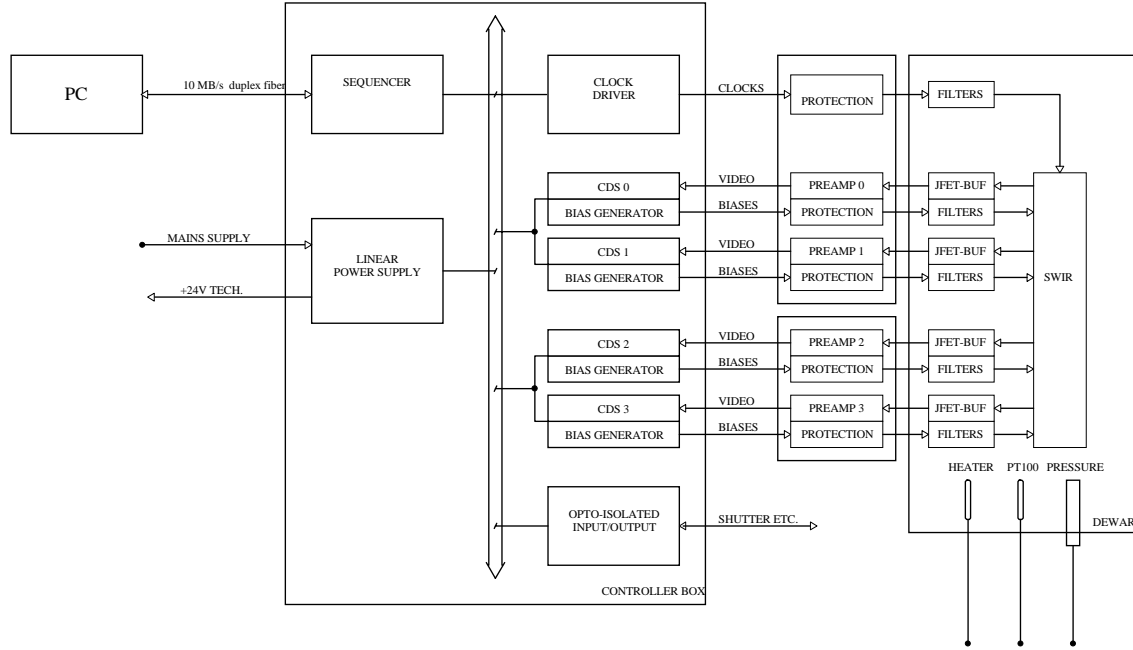 PC
10 MB/s duplex fiber
SEQUENCER
CLOCK
DRIVER
CLOCKS
PROTECTION
FILTERS
CDS 0
VIDEO
PREAMP 0
JFET-BUF
BIAS GENERATOR
BIASES
PROTECTION
FILTERS
MAINS SUPPLY
LINEAR
POWER SUPPLY
+24V TECH.
CDS 1
VIDEO
PREAMP 1
JFET-BUF
BIAS GENERATOR
BIASES
PROTECTION
FILTERS
SWIR
CDS 2
VIDEO
PREAMP 2
JFET-BUF
BIAS GENERATOR
BIASES
PROTECTION
FILTERS
CDS 3
VIDEO
PREAMP 3
JFET-BUF
BIAS GENERATOR
BIASES
PROTECTION
FILTERS
HEATER
PT100
PRESSURE
OPTO-ISOLATED
INPUT/OUTPUT
SHUTTER ETC.
DEWAR
CONTROLLER BOX